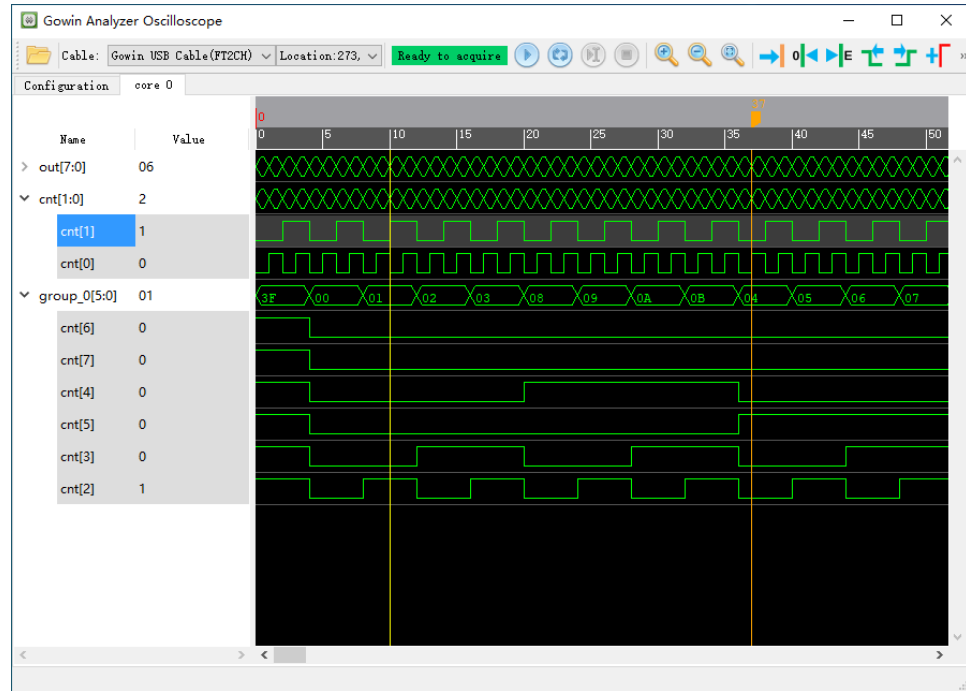 Gowin Analyzer Oscilloscope
Cable: Gowin USB Cable(FT2CH) Location:273, Ready to acquire 0 E »
Configuration core 0
0 37
Name Value 0 5 10 15 20 25 30 35 40 45 50
out[7:0] 06
cnt[1:0] 2
cnt[1] 1
cnt[0] 0
group_0[5:0] 01 3F 00 01 02 03 08 09 0A 0B 04 05 06 07
cnt[6] 0
cnt[7] 0
cnt[4] 0
cnt[5] 0
cnt[3] 0
cnt[2] 1